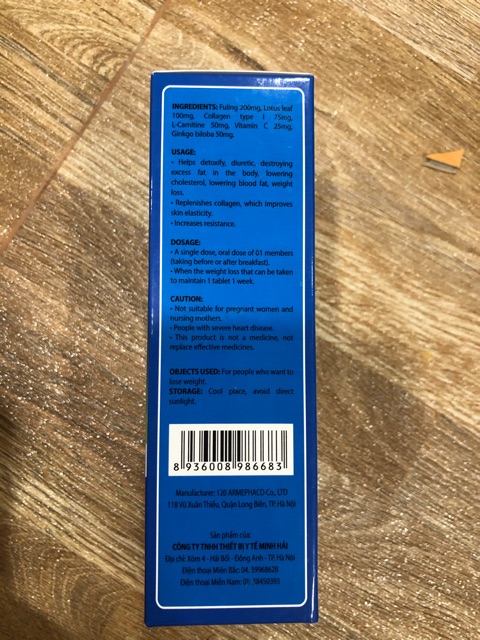 INGREDIENTS: Fuling 200mg, Lotus leaf
100mg, Collagen type I 75mg,
L-Carnitine 50mg, Vitamin C 25mg,
Ginkgo biloba 50mg.
USAGE:
• Helps detoxify, diuretic, destroying
excess fat in the body, lowering
cholesterol, lowering blood fat, weight
loss.
• Replenishes collagen, which improves
skin elasticity.
• Increases resistance.
DOSAGE:
• A single dose, oral dose of 01 members
(taking before or after breakfast).
• When the weight loss that can be taken
to maintain 1 tablet 1 week.
CAUTION:
• Not suitable for pregnant women and
nursing mothers.
• People with severe heart disease.
• This product is not a medicine, not
replace effective medicines.
OBJECTS USED: For people who want to
lose weight.
STORAGE: Cool place, avoid direct
sunlight.
8 936008 986683
Manufacturer: 120 ARMEPHACO Co., LTD
118 Vũ Xuân Thiều, Quận Long Biên, TP. Hà Nội
Sản phẩm của:
CÔNG TY TNHH THIẾT BỊ Y TẾ MINH HẢI
Địa chỉ: Xóm 4 - Hải Bối - Đông Anh - TP. Hà Nội
Điện thoại Miền Bắc: 04. 59968628
Điện thoại Miền Nam: 01. 38450393